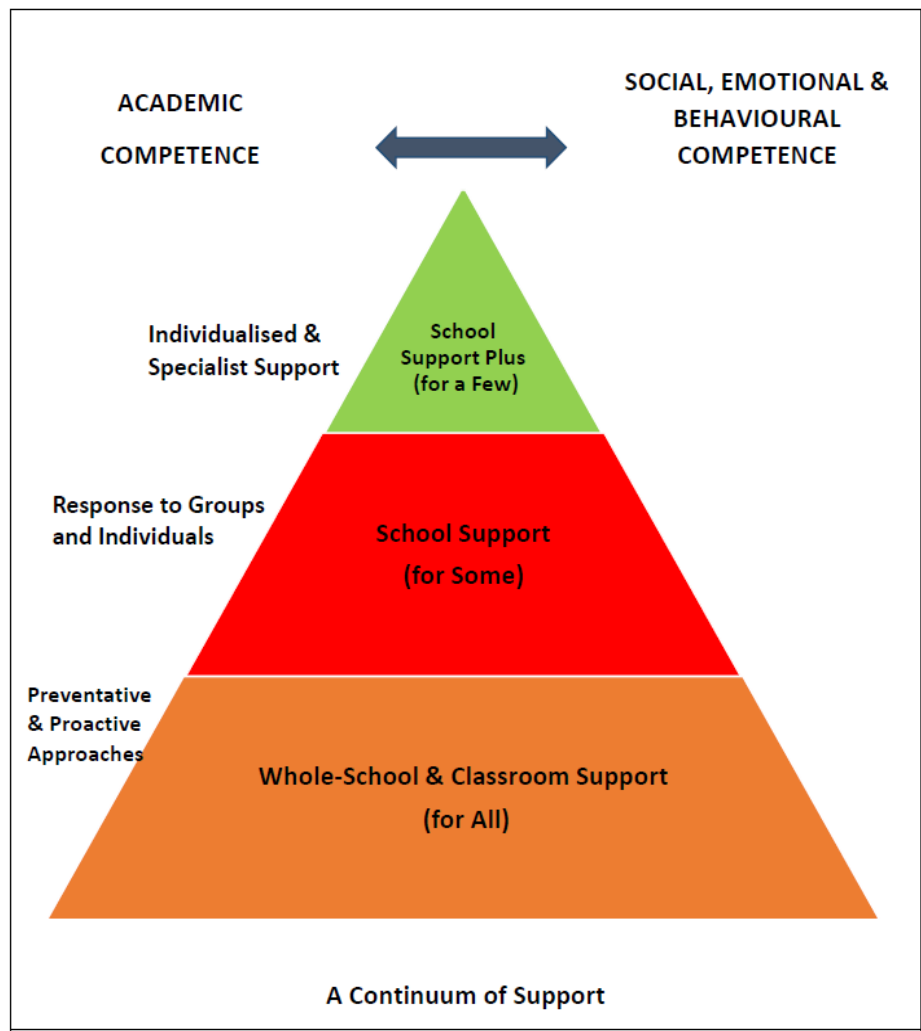 ACADEMIC
COMPETENCE
SOCIAL, EMOTIONAL &
BEHAVIOURAL
COMPETENCE
Individualised &
Specialist Support
School
Support Plus
(for a Few)
Response to Groups
and Individuals
School Support
(for Some)
Preventative
& Proactive
Approaches
Whole-School & Classroom Support
(for All)
A Continuum of Support